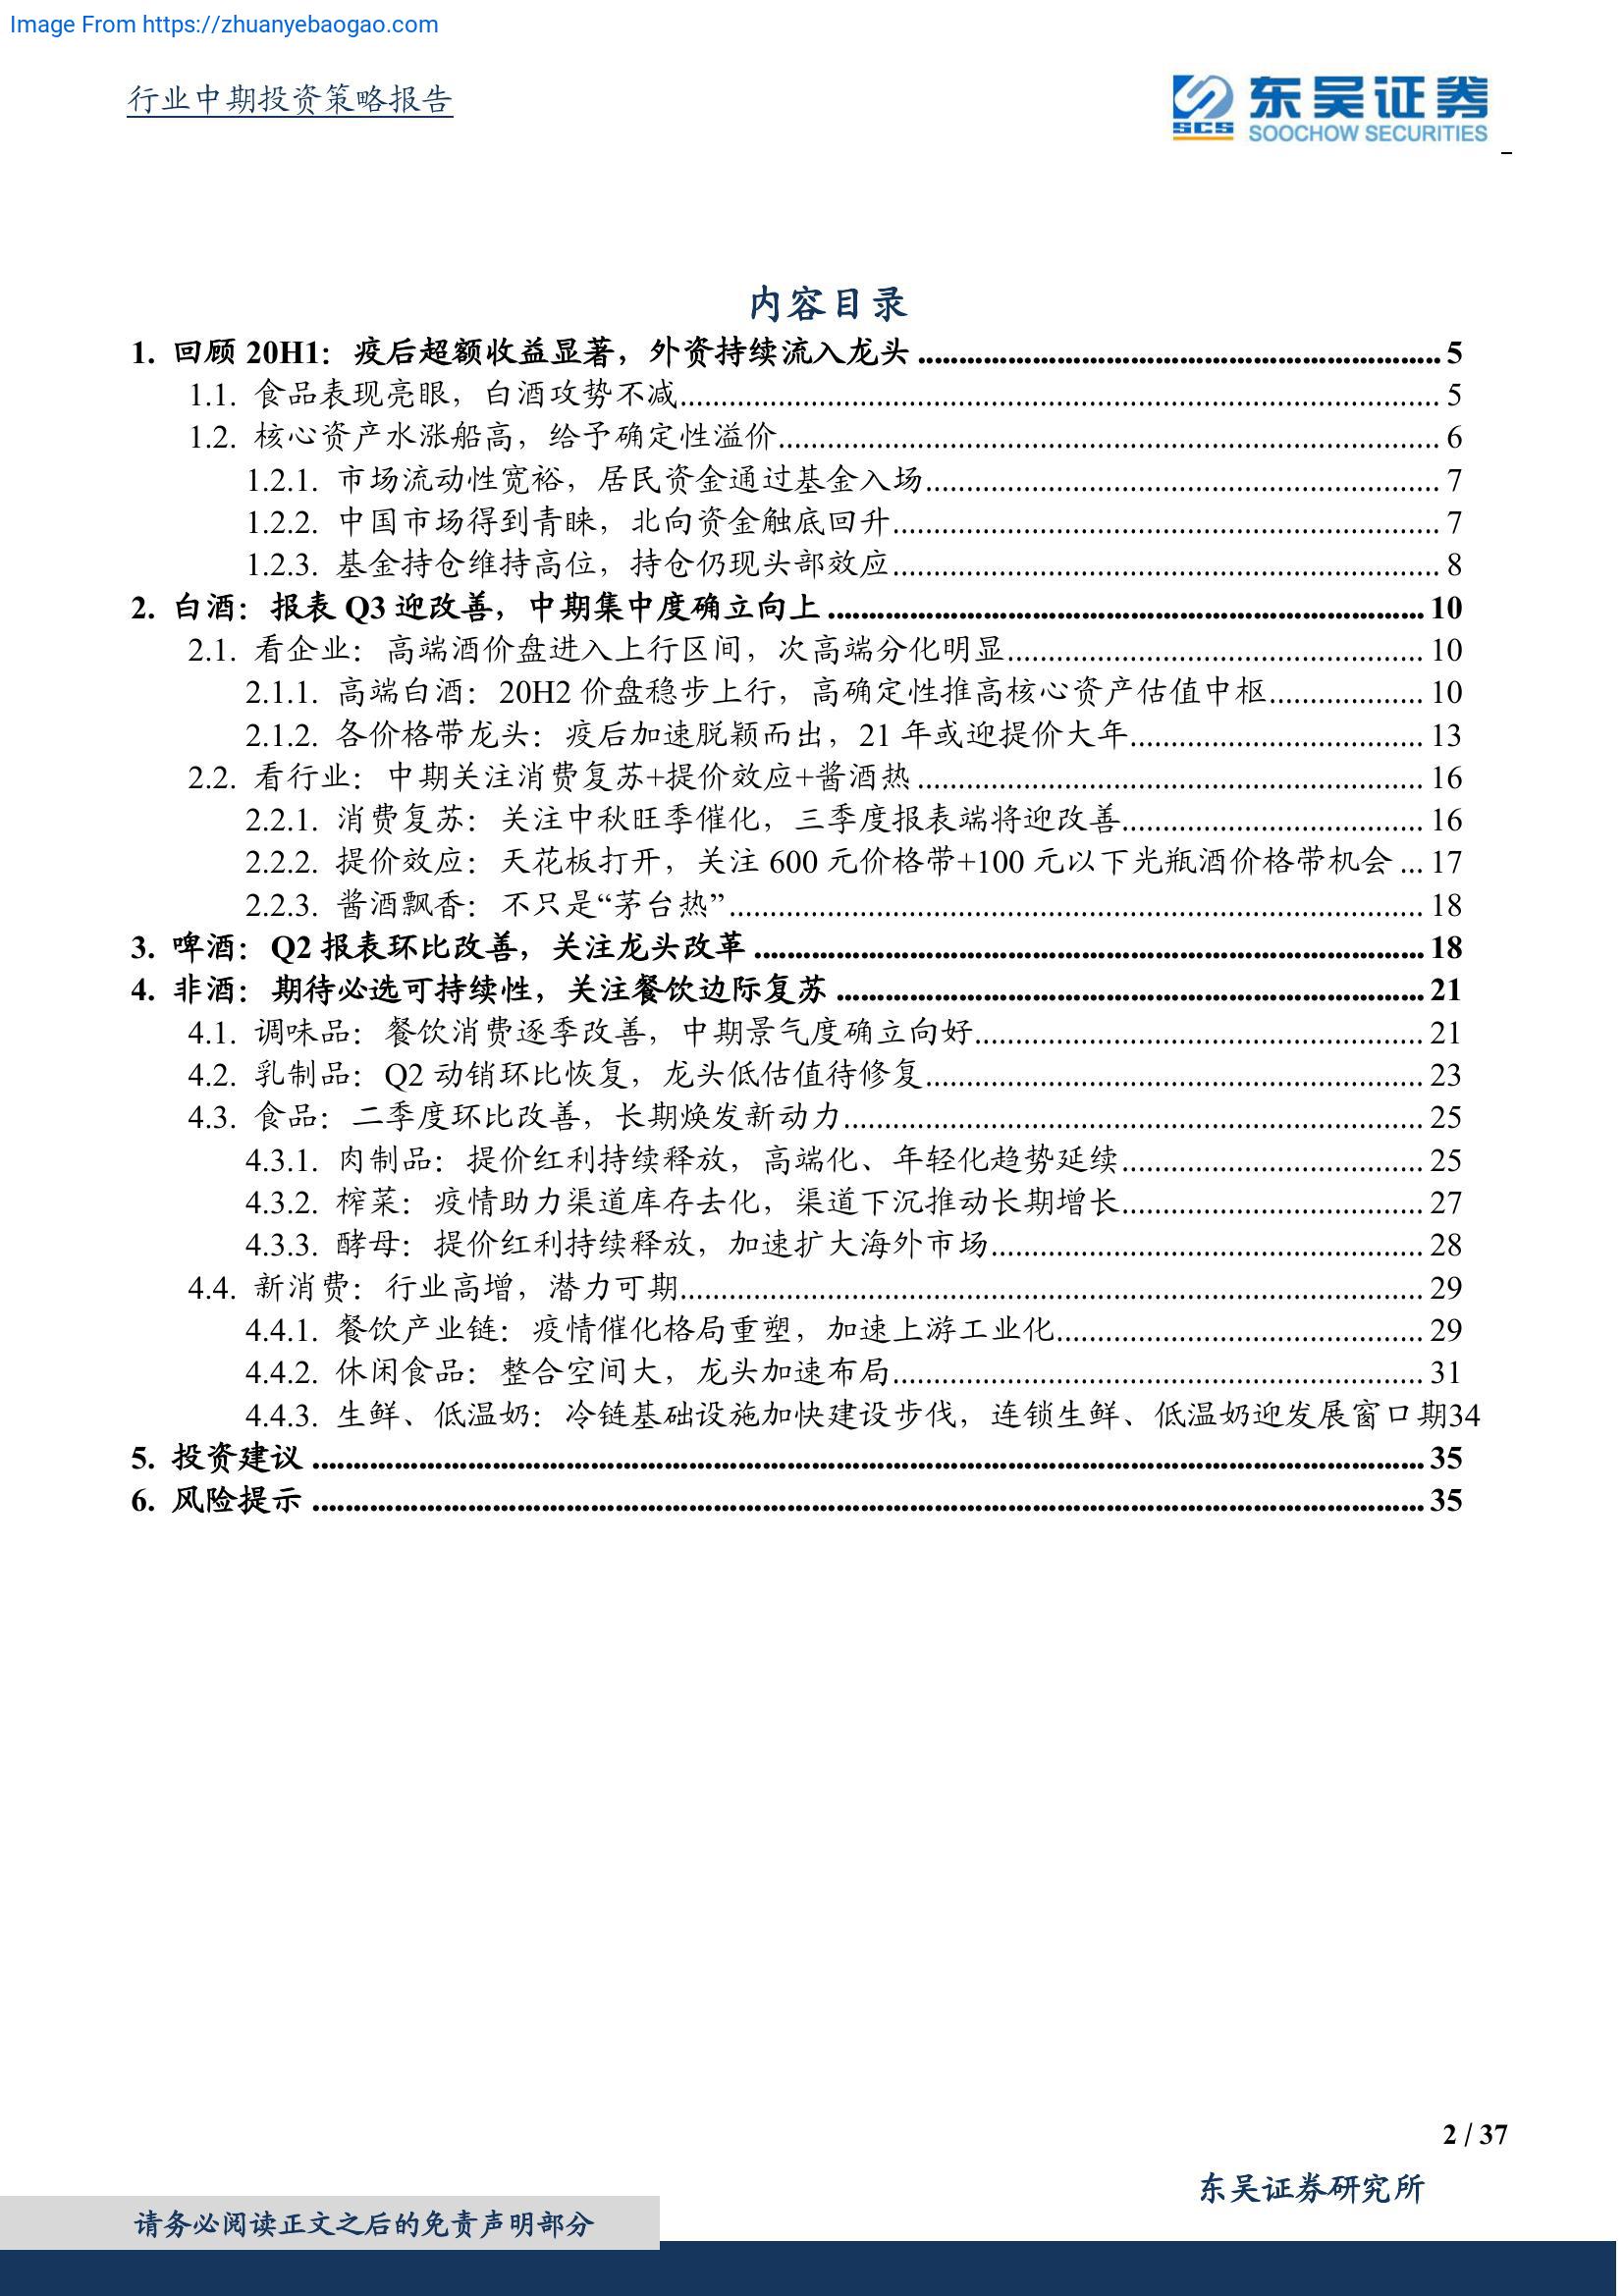 Image From https://zhuanyebaogao.com
行业中期投资策略报告
东吴证券
SCS
SOOCHOW SECURITIES
内容目录
1. 回顾 20H1：疫后超额收益显著，外资持续流入龙头 ................................................................ 5
1.1. 食品表现亮眼，白酒攻势不减............................................................................................. 5
1.2. 核心资产水涨船高，给予确定性溢价................................................................................. 6
1.2.1. 市场流动性宽裕，居民资金通过基金入场............................................................... 7
1.2.2. 中国市场得到青睐，北向资金触底回升................................................................... 7
1.2.3. 基金持仓维持高位，持仓仍现头部效应................................................................... 8
2. 白酒：报表 Q3 迎改善，中期集中度确立向上 ......................................................................... 10
2.1. 看企业：高端酒价盘进入上行区间，次高端分化明显................................................... 10
2.1.1. 高端白酒：20H2 价盘稳步上行，高确定性推高核心资产估值中枢................... 10
2.1.2. 各价格带龙头：疫后加速脱颖而出，21 年或迎提价大年.................................... 13
2.2. 看行业：中期关注消费复苏+提价效应+酱酒热 .............................................................. 16
2.2.1. 消费复苏：关注中秋旺季催化，三季度报表端将迎改善..................................... 16
2.2.2. 提价效应：天花板打开，关注 600 元价格带+100 元以下光瓶酒价格带机会 ... 17
2.2.3. 酱酒飘香：不只是“茅台热” ..................................................................................... 18
3. 啤酒：Q2 报表环比改善，关注龙头改革 .................................................................................. 18
4. 非酒：期待必选可持续性，关注餐饮边际复苏 ........................................................................ 21
4.1. 调味品：餐饮消费逐季改善，中期景气度确立向好....................................................... 21
4.2. 乳制品：Q2 动销环比恢复，龙头低估值待修复............................................................. 23
4.3. 食品：二季度环比改善，长期焕发新动力....................................................................... 25
4.3.1. 肉制品：提价红利持续释放，高端化、年轻化趋势延续..................................... 25
4.3.2. 榨菜：疫情助力渠道库存去化，渠道下沉推动长期增长..................................... 27
4.3.3. 酵母：提价红利持续释放，加速扩大海外市场..................................................... 28
4.4. 新消费：行业高增，潜力可期........................................................................................... 29
4.4.1. 餐饮产业链：疫情催化格局重塑，加速上游工业化............................................. 29
4.4.2. 休闲食品：整合空间大，龙头加速布局................................................................. 31
4.4.3. 生鲜、低温奶：冷链基础设施加快建设步伐，连锁生鲜、低温奶迎发展窗口期34
5. 投资建议 ........................................................................................................................................ 35
6. 风险提示 ........................................................................................................................................ 35
2 / 37
东吴证券研究所
请务必阅读正文之后的免责声明部分